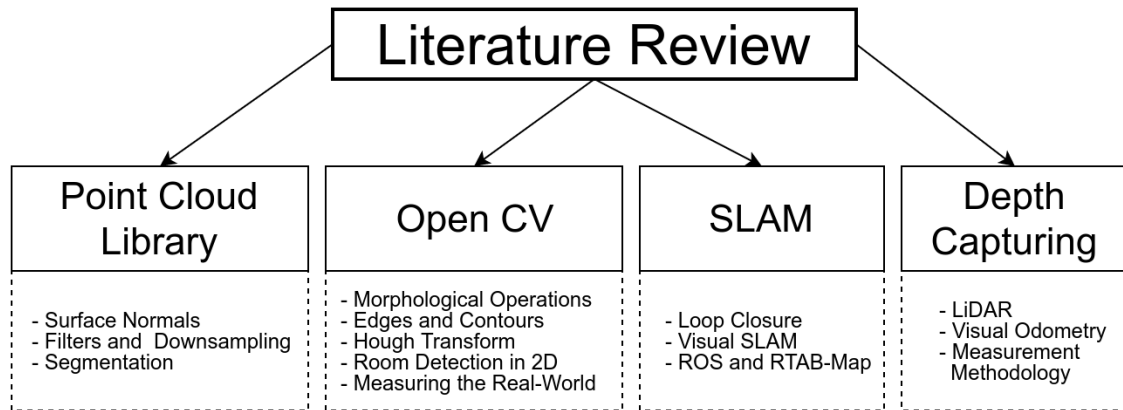 Literature Review
Point Cloud
Library
Open CV
SLAM
Depth
Capturing
- Surface Normals
- Filters and Downsampling
- Segmentation
- Morphological Operations
- Edges and Contours
- Hough Transform
- Room Detection in 2D
- Measuring the Real-World
- Loop Closure
- Visual SLAM
- ROS and RTAB-Map
- LiDAR
- Visual Odometry
- Measurement
Methodology